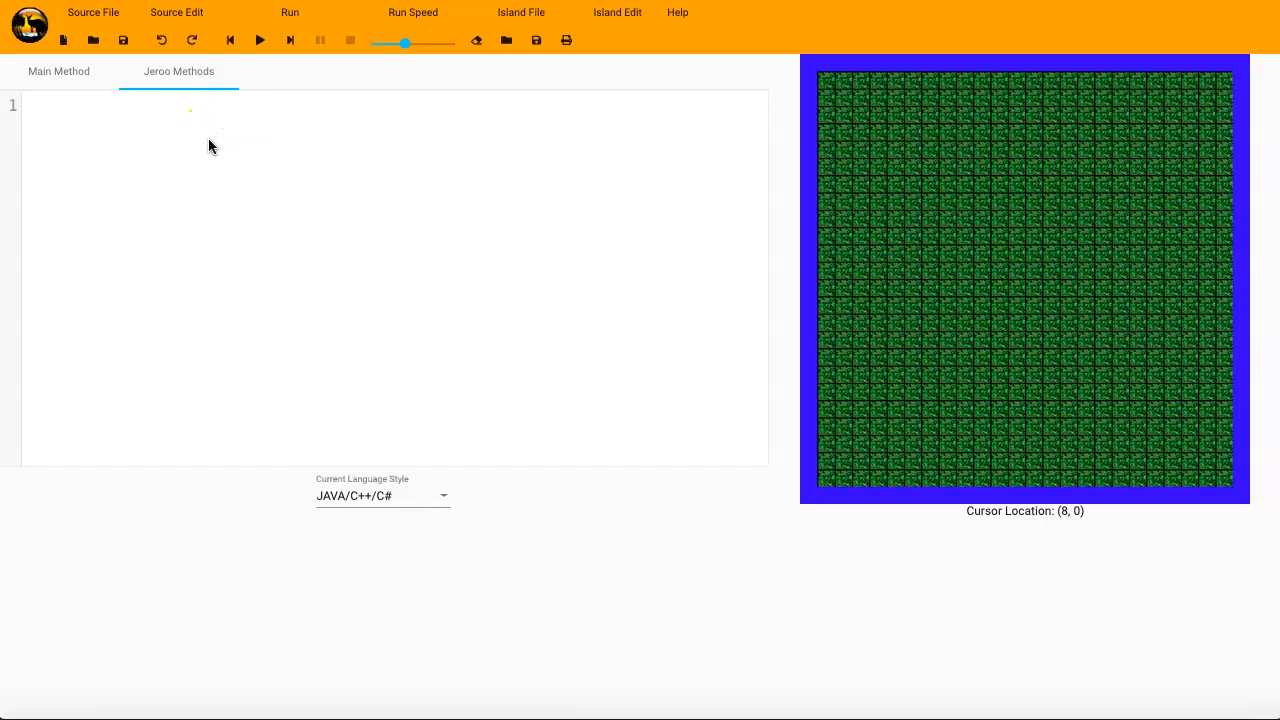 Source File Source Edit Run Run Speed Island File Island Edit Help
Main Method Jeroo Methods
1
Current Language Style
JAVA/C++/C#
Cursor Location: (8, 0)